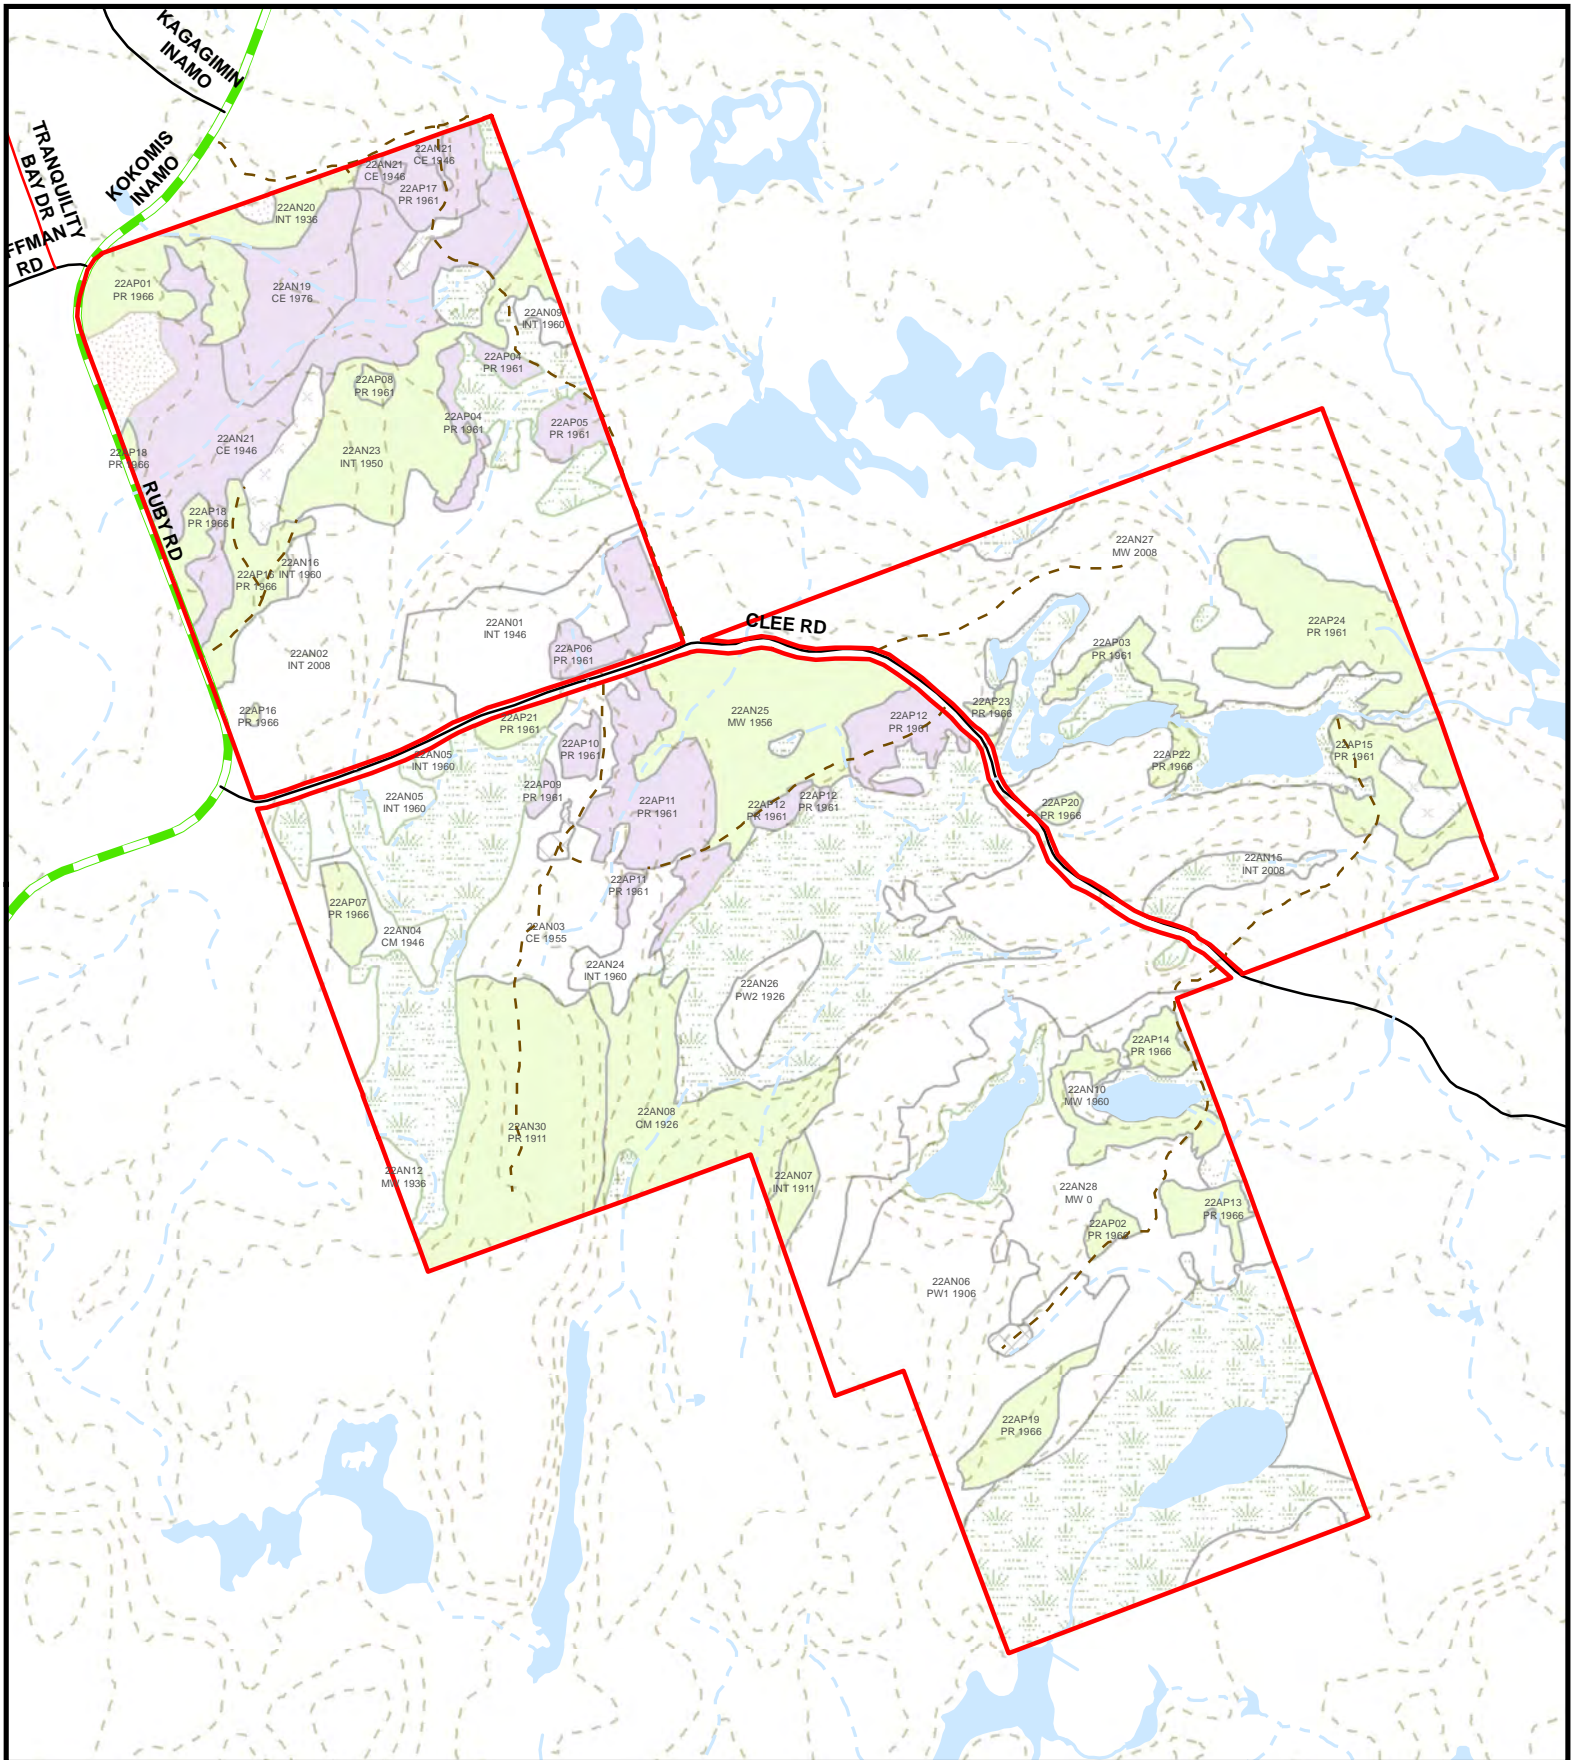 KAGAGIMIN
INAMO
TRANQUILITY
BAY DR
KOKOMIS
INAMO
FFMAN
RD
22AN21
CE 1946
22AN21
CE 1946
22AP17
PR 1961
22AN20
INT 1936
22AP01
PR 1966
22AN19
CE 1976
22AN09
INT 1960
22AP04
PR 1961
22AP08
PR 1961
22AP04
PR 1961
22AP05
PR 1961
22AN21
CE 1946
22AN23
INT 1950
22AP18
PR 1966
RUBY RD
22AP18
PR 1966
22AP16
PR 1966
22AN16
INT 1960
22AN27
MW 2008
22AN01
INT 1946
CLEE RD
22AP24
PR 1961
22AN02
INT 2008
22AP06
PR 1961
22AP03
PR 1961
22AP16
PR 1966
22AP21
PR 1961
22AN25
MW 1956
22AP12
PR 1961
22AP23
PR 1966
22AN05
INT 1960
22AP10
PR 1961
22AP22
PR 1966
22AP15
PR 1961
22AN05
INT 1960
22AP09
PR 1961
22AP11
PR 1961
22AP12
PR 1961
22AP12
PR 1961
22AP20
PR 1966
22AN15
INT 2008
22AP11
PR 1961
22AP07
PR 1966
22AN04
CM 1946
22AN03
CE 1955
22AN24
INT 1960
22AN26
PW2 1926
22AP14
PR 1966
22AN10
MW 1960
22AN30
PR 1911
22AN08
CM 1926
22AN12
MW 1936
22AN07
INT 1911
22AN28
MW 0
22AP13
PR 1966
22AP02
PR 1966
22AN06
PW1 1906
22AP19
PR 1966